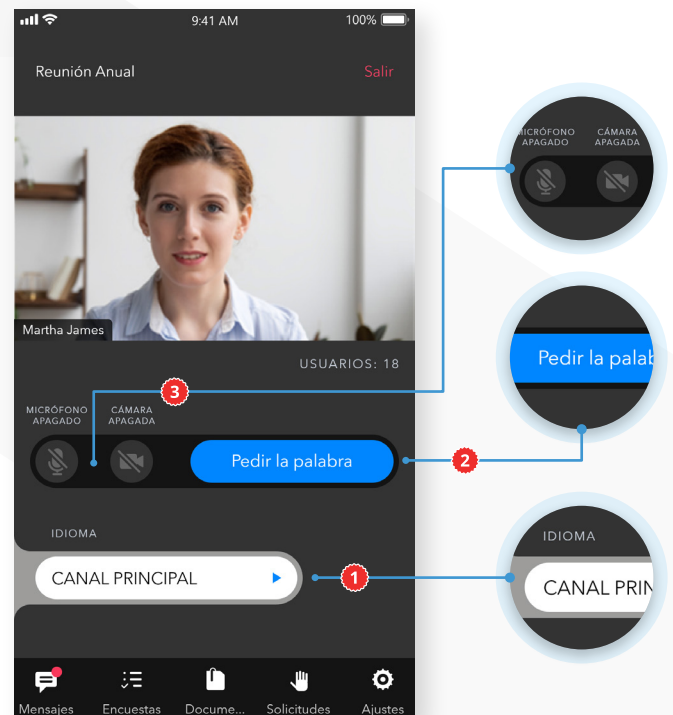 9:41 AM
100%
Reunión Anual
Salir
Martha James
USUARIOS: 18
3
MICRÓFONO APAGADO
CÁMARA APAGADA
Pedir la palabra
2
IDIOMA
CANAL PRINCIPAL
1
Mensajes
Encuestas
Docume...
Solicitudes
Ajustes
MICRÓFONO APAGADO
CÁMARA APAGADA
Pedir la palab
IDIOMA
CANAL PRIN